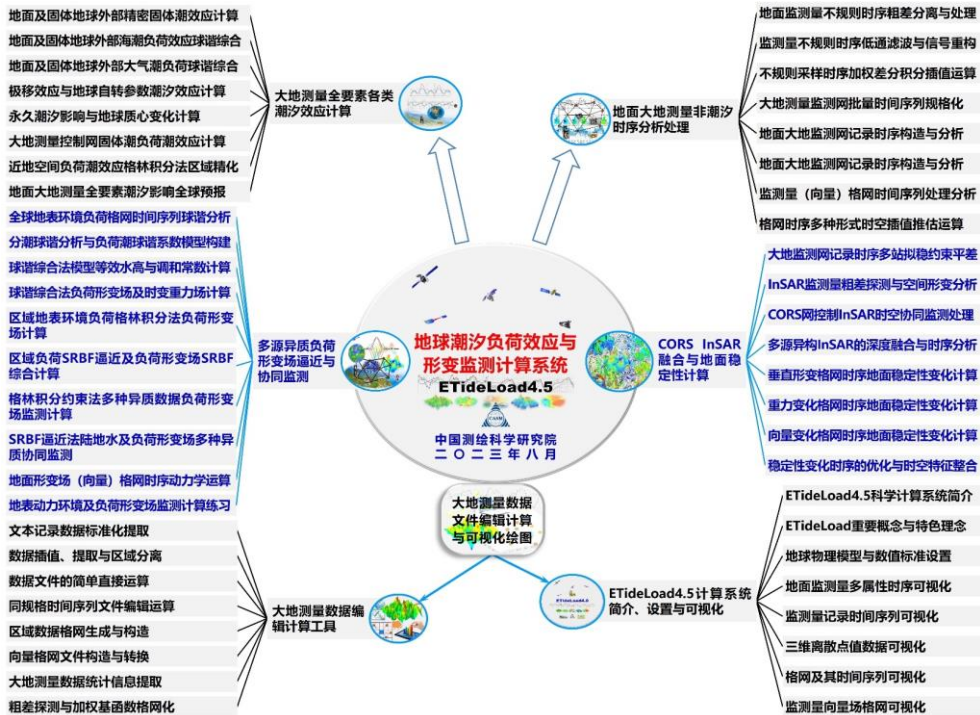 地面及固体地球外部精密固体潮效应计算
地面及固体地球外部海潮负荷效应球谐综合
地面及固体地球外部大气潮负荷球谐综合
极移效应与地球自转参数潮汐效应计算
永久潮汐影响与地球质心变化计算
大地测量控制网固体潮负荷潮效应计算
近地空间负荷潮效应格林积分法区域精化
地面大地测量全要素潮汐影响全球预报
大地测量全要素各类
潮汐效应计算
地面监测量不规则时序粗差分离与处理
监测量不规则时序低通滤波与信号重构
不规则采样时序加权差分积分插值运算
大地测量监测网批量时间序列规格化
地面大地监测网记录时序构造与分析
地面大地监测网记录时序构造与分析
监测量（向量）格网时间序列处理分析
格网时序多种形式时空插值推估运算
地面大地测量非潮汐
时序分析处理
全球地表环境负荷格网时间序列球谐分析
分潮球谐分析与负荷潮球谐系数模型构建
球谐综合法模型等效水高与调和常数计算
球谐综合法负荷形变场及时变重力场计算
区域地表环境负荷格林积分法负荷形变
场计算
区域负荷SRBF逼近及负荷形变场SRBF
综合计算
格林积分约束法多种异质数据负荷形变
场监测计算
SRBF逼近法陆地水及负荷形变场多种异
质协同监测
地面形变场（向量）格网时序动力学运算
地表动力环境及负荷形变场监测计算练习
多源异质负荷
形变场逼近与
协同监测
地球潮汐负荷效应与
形变监测计算系统
ETideLoad4.5
CASM
中国测绘科学研究院
二〇二三年八月
CORS InSAR
融合与地面稳
定性计算
大地监测网记录时序多站拟稳约束平差
InSAR监测量粗差探测与空间形变分析
CORS网控制InSAR时空协同监测处理
多源异构InSAR的深度融合与时序分析
垂直形变格网时序地面稳定性变化计算
重力变化格网时序地面稳定性变化计算
向量变化格网时序地面稳定性变化计算
稳定性变化时序的优化与时空特征整合
大地测量数据
文件编辑计算
与可视化绘图
文本记录数据标准化提取
数据插值、提取与区域分离
数据文件的简单直接运算
同规格时间序列文件编辑运算
区域数据格网生成与构造
向量格网文件构造与转换
大地测量数据统计信息提取
粗差探测与加权基函数格网化
大地测量数据编
辑计算工具
ETideLoad4.5计算系统
简介、设置与可视化
ETideLoad4.5科学计算系统简介
ETideLoad重要概念与特色理念
地球物理模型与数值标准设置
地面监测量多属性时序可视化
监测量记录时间序列可视化
三维离散点值数据可视化
格网及其时间序列可视化
监测量向量场格网可视化